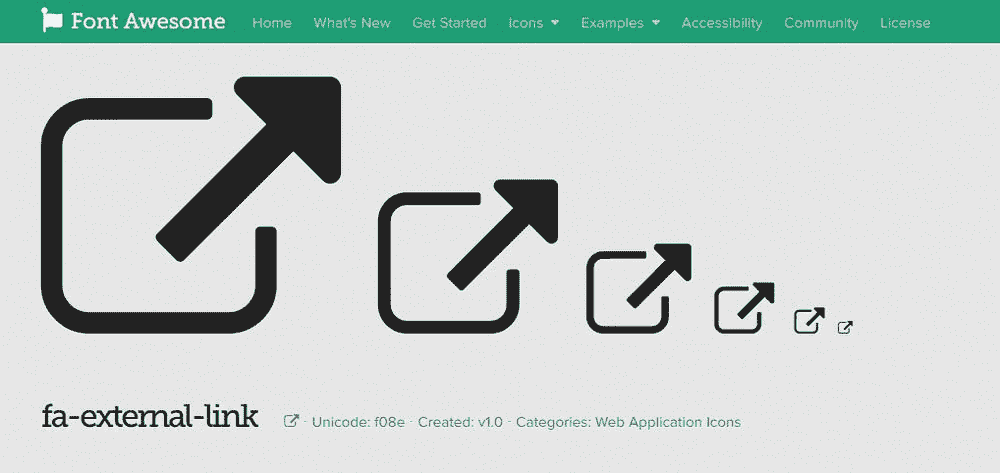 Font Awesome Home What's New Get Started Icons Examples Accessibility Community License
fa-external-link · Unicode: f08e · Created: v1.0 · Categories: Web Application Icons